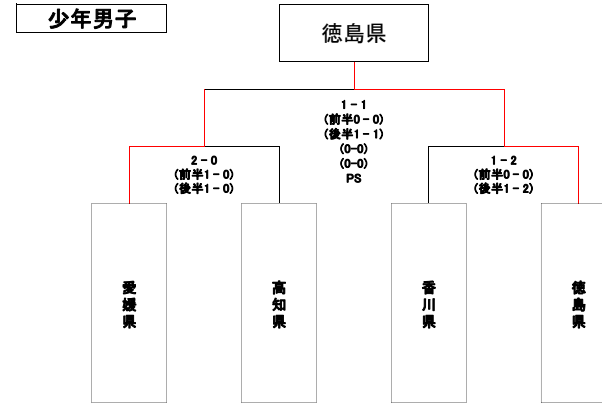 少年男子
徳島県
1-1
(前半0-0)
(後半1-1)
(0-0)
(0-0)
PS
2-0
(前半1-0)
(後半1-0)
1-2
(前半0-0)
(後半1-2)
愛媛県
高知県
香川県
徳島県